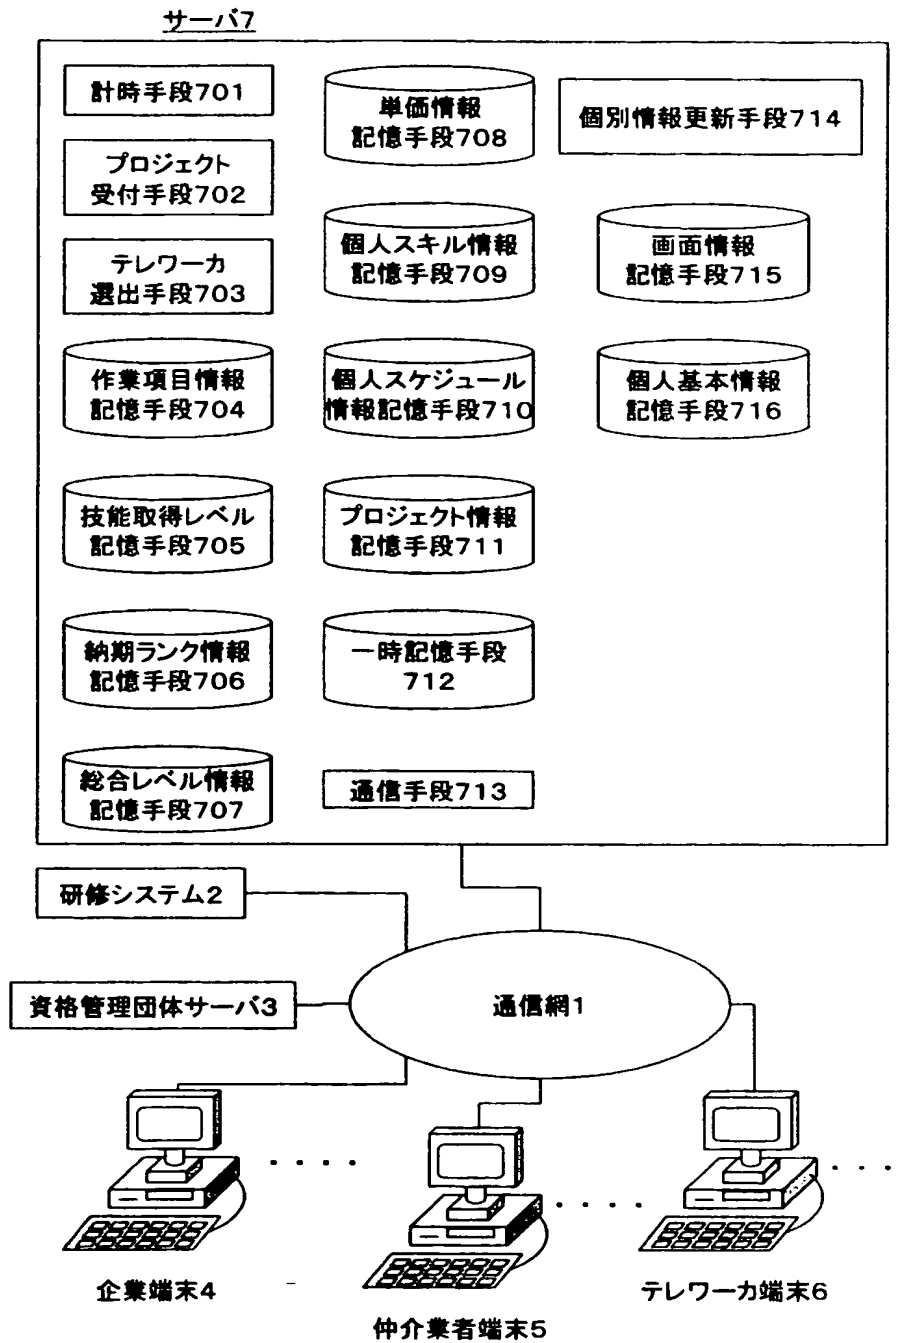 サーバ7
計時手段701
プロジェクト
受付手段702
テレワーカ
選出手段703
作業項目情報
記憶手段704
技能取得レベル
記憶手段705
納期ランク情報
記憶手段706
総合レベル情報
記憶手段707
単価情報
記憶手段708
個人スキル情報
記憶手段709
個人スケジュール
情報記憶手段710
プロジェクト情報
記憶手段711
一時記憶手段
712
通信手段713
個別情報更新手段714
画面情報
記憶手段715
個人基本情報
記憶手段716
研修システム2
資格管理団体サーバ3
通信網1
企業端末4
仲介業者端末5
テレワーカ端末6